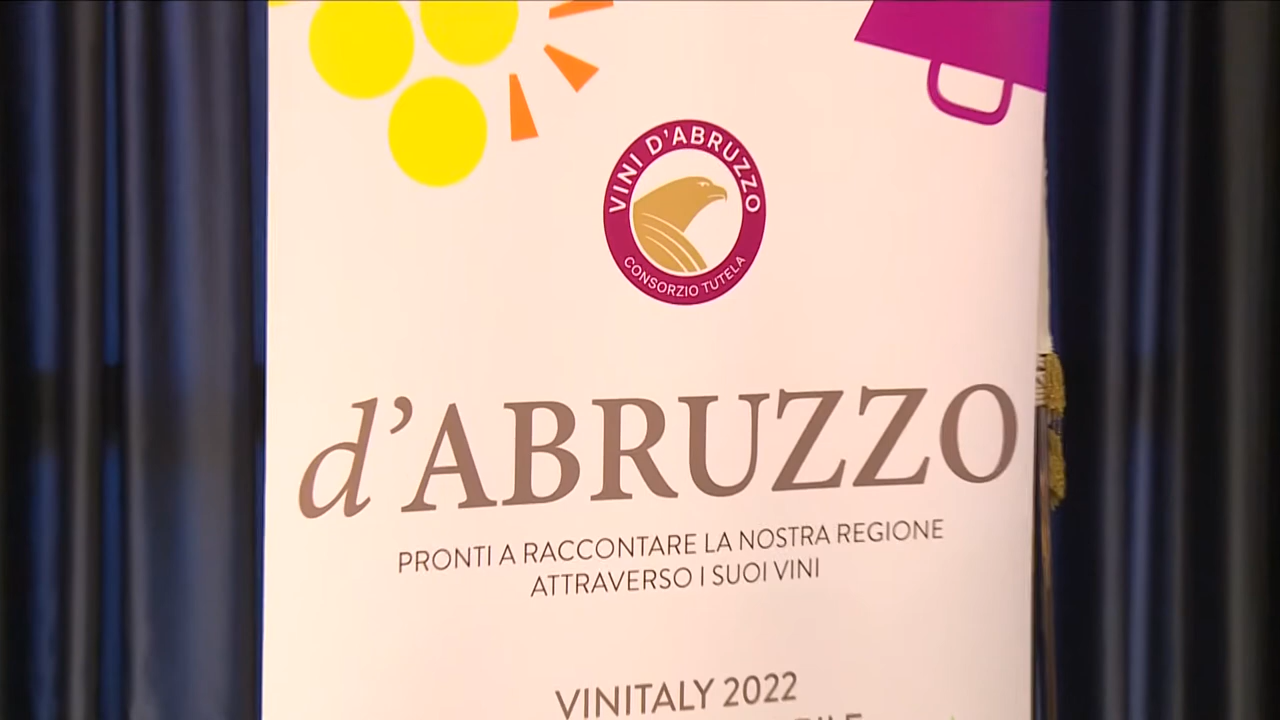 VINI D'ABRUZZO
CONSORZIO TUTELA
d'ABRUZZO
PRONTI A RACCONTARE LA NOSTRA REGIONE
ATTRAVERSO I SUOI VINI
VINITALY 2022